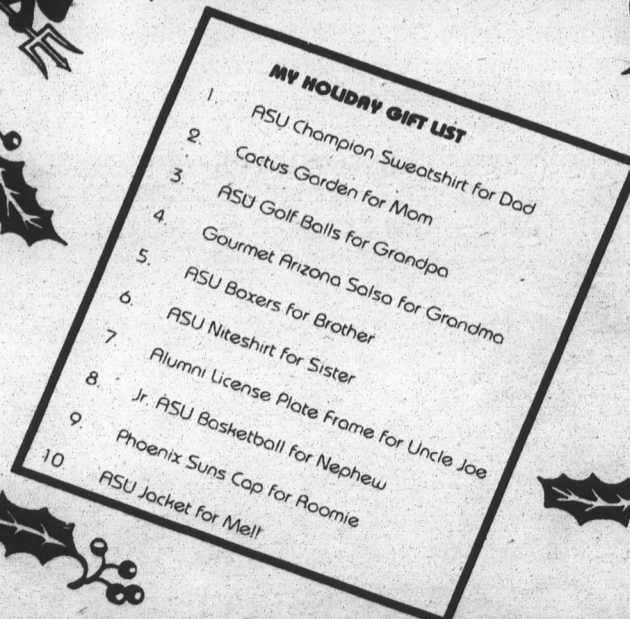 MY HOLIDAY GIFT LIST
1. ASU Champion Sweatshirt for Dad
2. Cactus Garden for Mom
3. ASU Golf Balls for Grandpa
4. Gourmet Arizona Salsa for Grandma
5. ASU Boxers for Brother
6. ASU Niteshirt for Sister
7 Alumni License Plate Frame for Uncle Joe
8. Jr. ASU Basketball for Nephew
9. Phoenix Suns Cap for Roomie
10 ASU Jacket for Me!!